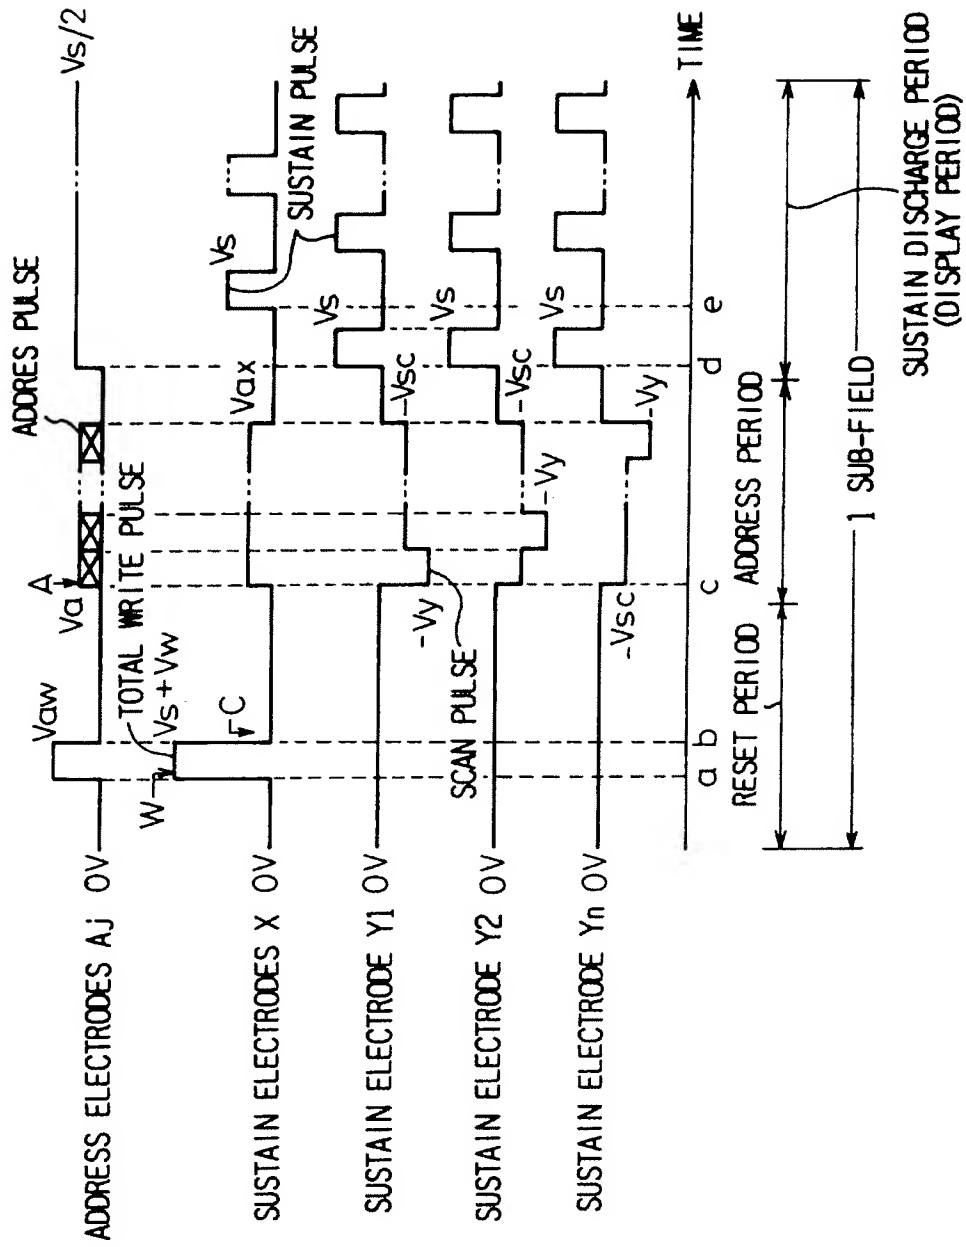 ADDRES PULSE
Vaw
Va
A
Vs/2
ADDRESS ELECTRODES Aj 0V
TOTAL WRITE PULSE
W
Vs+Vw
C
Vax
Vs
SUSTAIN PULSE
SUSTAIN ELECTRODES X 0V
-Vy
SCAN PULSE
-Vsc
Vs
SUSTAIN ELECTRODE Y1 0V
-Vy
-Vsc
Vs
SUSTAIN ELECTRODE Y2 0V
-Vsc
-Vy
Vs
SUSTAIN ELECTRODE Yn 0V
TIME
a b c d e
RESET PERIOD
ADDRESS PERIOD
SUSTAIN DISCHARGE PERIOD
(DISPLAY PERIOD)
1 SUB-FIELD